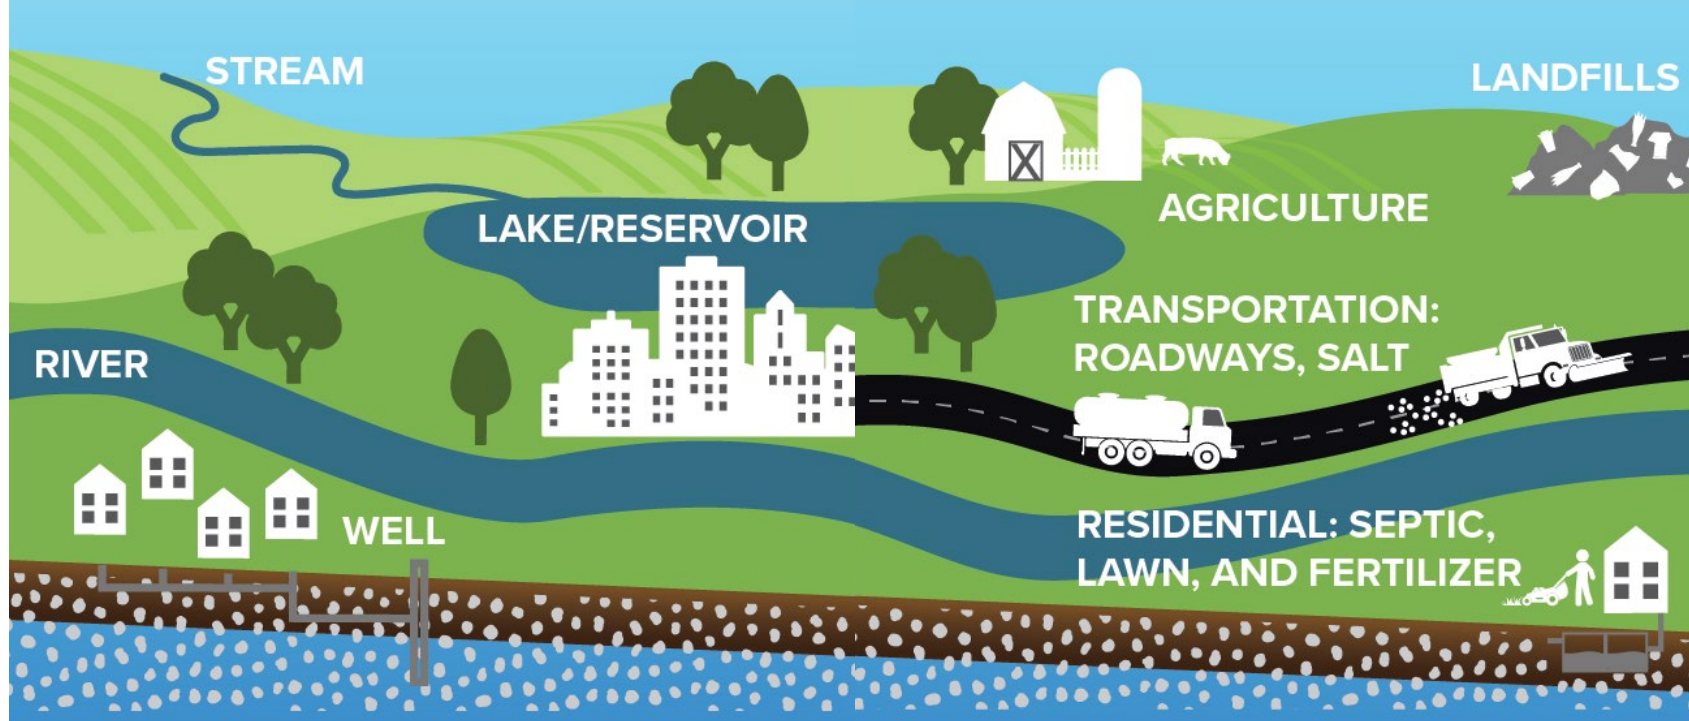 STREAM
LANDFILLS
AGRICULTURE
LAKE/RESERVOIR
TRANSPORTATION:
ROADWAYS, SALT
RIVER
WELL
RESIDENTIAL: SEPTIC,
LAWN, AND FERTILIZER